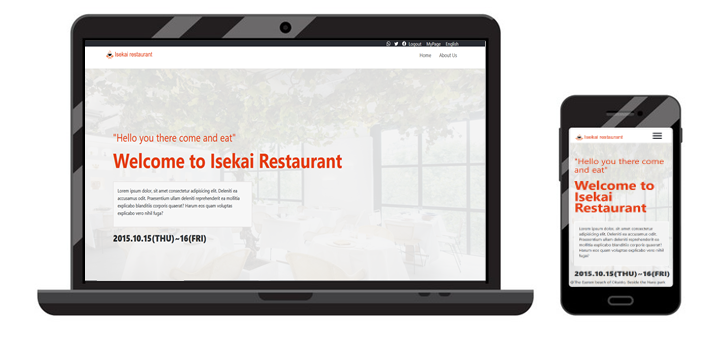 Logout MyPage English
Isekai restaurant
Home About Us
"Hello you there come and eat"
Welcome to Isekai Restaurant
Lorem ipsum dolor, sit amet consectetur adipisicing elit. Deleniti ea
accusamus odit. Praesentium ullam deleniti reprehenderit ea mollitia
explicabo blanditiis corporis quaerat? Harum eos quam voluptas
explicabo vero nihil fuga?
2015.10.15(THU)~16(FRI)
Isekai restaurant
"Hello you there come
and eat"
Welcome to
Isekai
Restaurant
Lorem ipsum dolor, sit amet consectetur
adipisicing elit. Deleniti ea accusamus odit.
Praesentium ullam deleniti reprehenderit ea
mollitia explicabo blanditiis corporis
quaerat? Harum eos quam voluptas
explicabo vero nihil fuga?
2015.10.15(THU)~16(FRI)